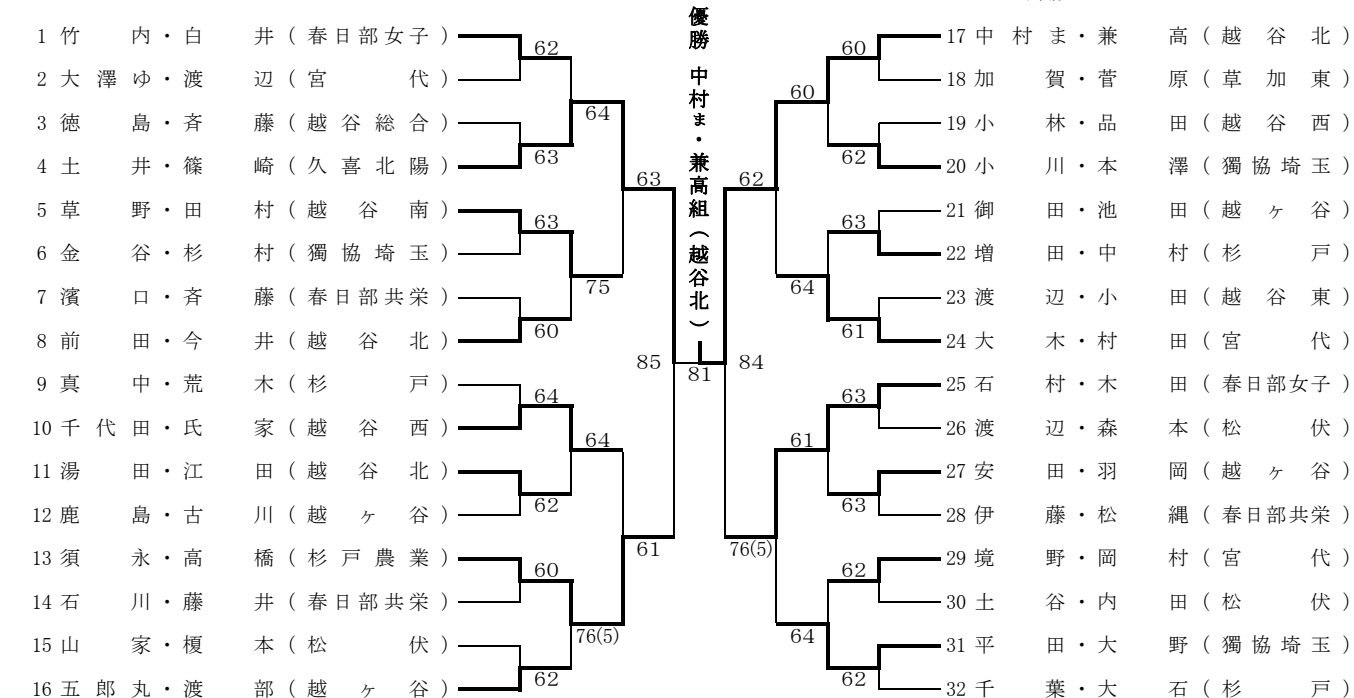 優勝 中村ま・兼高組(越谷北)
1 竹内・白井(春日部女子)
2 大澤ゆ・渡辺(宮代)
3 徳島・斉藤(越谷総合)
4 土井・篠崎(久喜北陽)
5 草野・田村(越谷南)
6 金谷・杉村(獨協埼玉)
7 濱口・斉藤(春日部共栄)
8 前田・今井(越谷北)
9 真中・荒木(杉戸)
10 千代田・氏家(越谷西)
11 湯田・江田(越谷北)
12 鹿島・古川(越ヶ谷)
13 須永・高橋(杉戸農業)
14 石川・藤井(春日部共栄)
15 山家・榎本(松伏)
16 五郎丸・渡部(越ヶ谷)
62
63
63
60
64
62
60
62
64
75
64
76(5)
63
61
85
81
84
62
76(5)
60
64
61
64
60
62
63
61
63
63
62
62
17 中村ま・兼高(越谷北)
18 加賀・菅原(草加東)
19 小林・品田(越谷西)
20 小川・本澤(獨協埼玉)
21 御田・池田(越ヶ谷)
22 増田・中村(杉戸)
23 渡辺・小田(越谷東)
24 大木・村田(宮代)
25 石村・木田(春日部女子)
26 渡辺・森本(松伏)
27 安田・羽岡(越ヶ谷)
28 伊藤・松縄(春日部共栄)
29 境野・岡村(宮代)
30 土谷・内田(松伏)
31 平田・大野(獨協埼玉)
32 千葉・大石(杉戸)